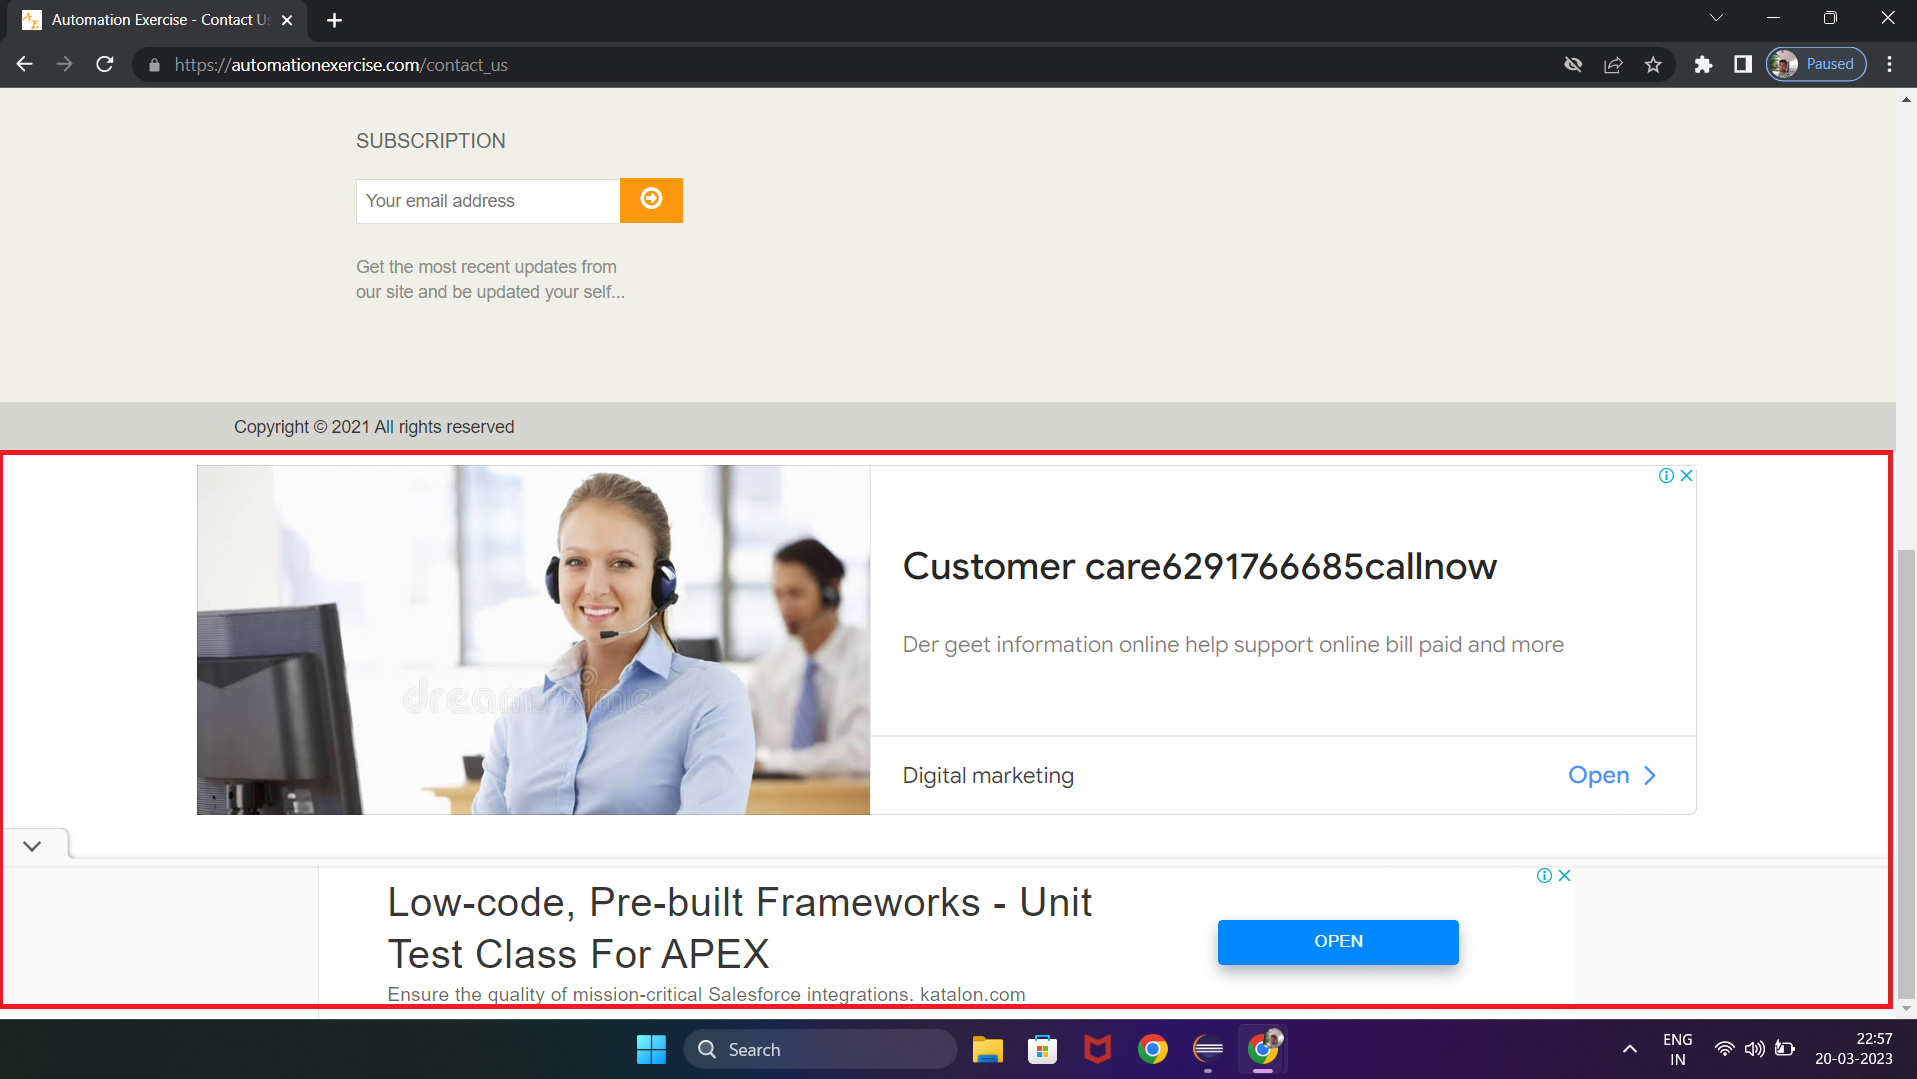 Automation Exercise - Contact Us
https://automationexercise.com/contact_us
Paused
SUBSCRIPTION
Your email address
Get the most recent updates from
our site and be updated your self...
Copyright © 2021 All rights reserved
dreamstime.
Customer care6291766685callnow
Der geet information online help support online bill paid and more
Digital marketing
Open
Low-code, Pre-built Frameworks - Unit
Test Class For APEX
OPEN
Ensure the quality of mission-critical Salesforce integrations. katalon.com
Search
ENG
IN
22:57
20-03-2023